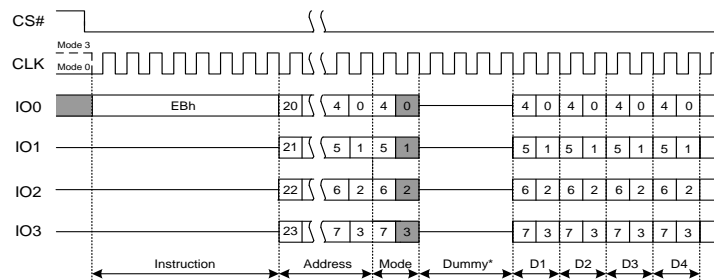 CS#
Mode 3
CLK
Mode 0
IO0 EBh 20 4 0 4 0 4 0 4 0 4 0 4 0
IO1 21 5 1 5 1 5 1 5 1 5 1 5 1
IO2 22 6 2 6 2 6 2 6 2 6 2 6 2
IO3 23 7 3 7 3 7 3 7 3 7 3 7 3
Instruction Address Mode Dummy* D1 D2 D3 D4